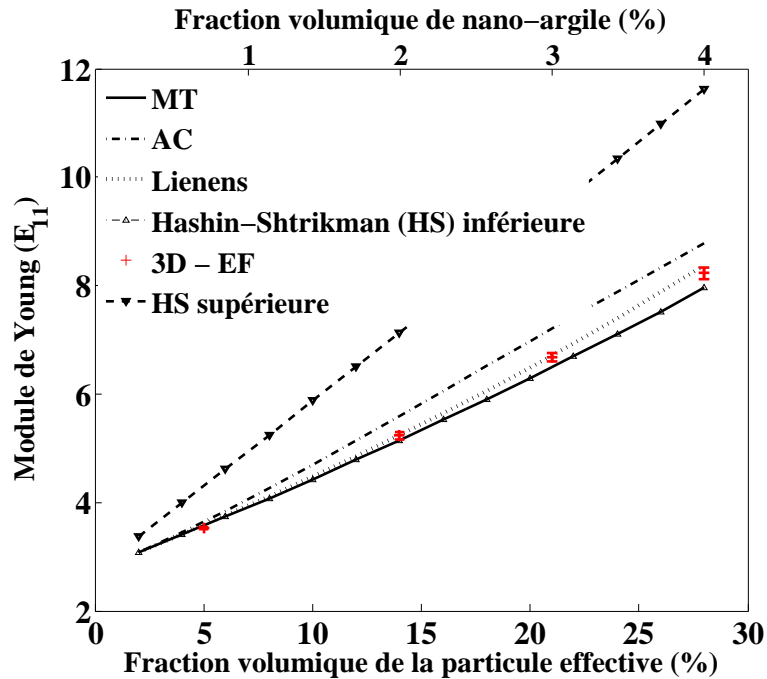 Fraction volumique de nano−argile (%)
1 2 3 4
12
10
8
6
4
2
Module de Young (E11)
MT
AC
Lienens
Hashin−Shtrikman (HS) inférieure
3D − EF
HS supérieure
0 5 10 15 20 25 30
Fraction volumique de la particule effective (%)